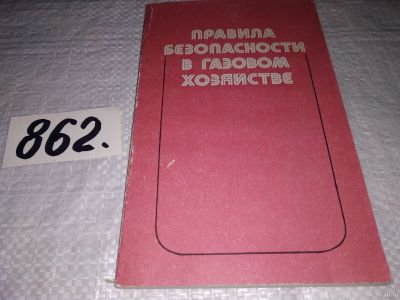 ПРАВИЛА
БЕЗОПАСНОСТИ
В ГАЗОВОМ
ХОЗЯЙСТВЕ
862.